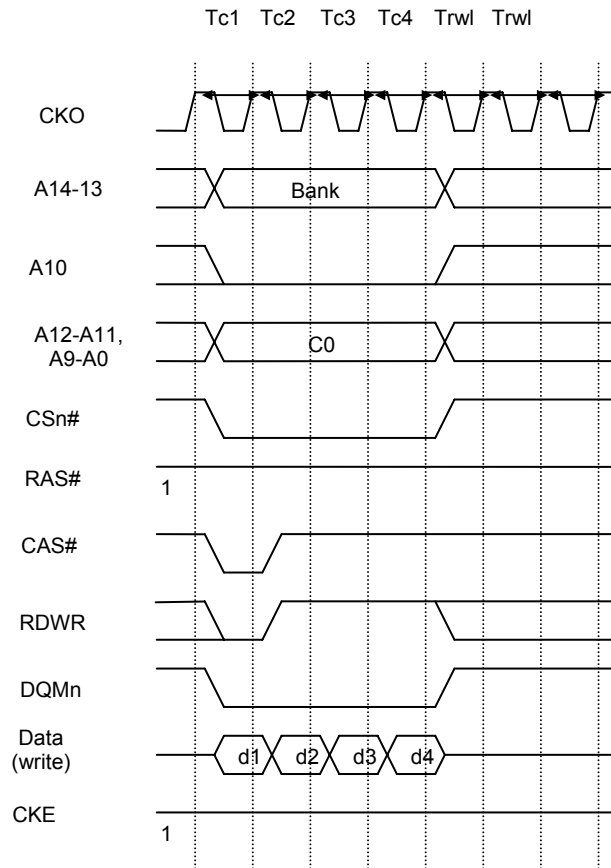 Tc1 Tc2 Tc3 Tc4 Trwl Trwl
CKO
A14-13 Bank
A10
A12-A11,
A9-A0 C0
CSn#
RAS# 1
CAS#
RDWR
DQMn
Data
(write) d1 d2 d3 d4
CKE 1